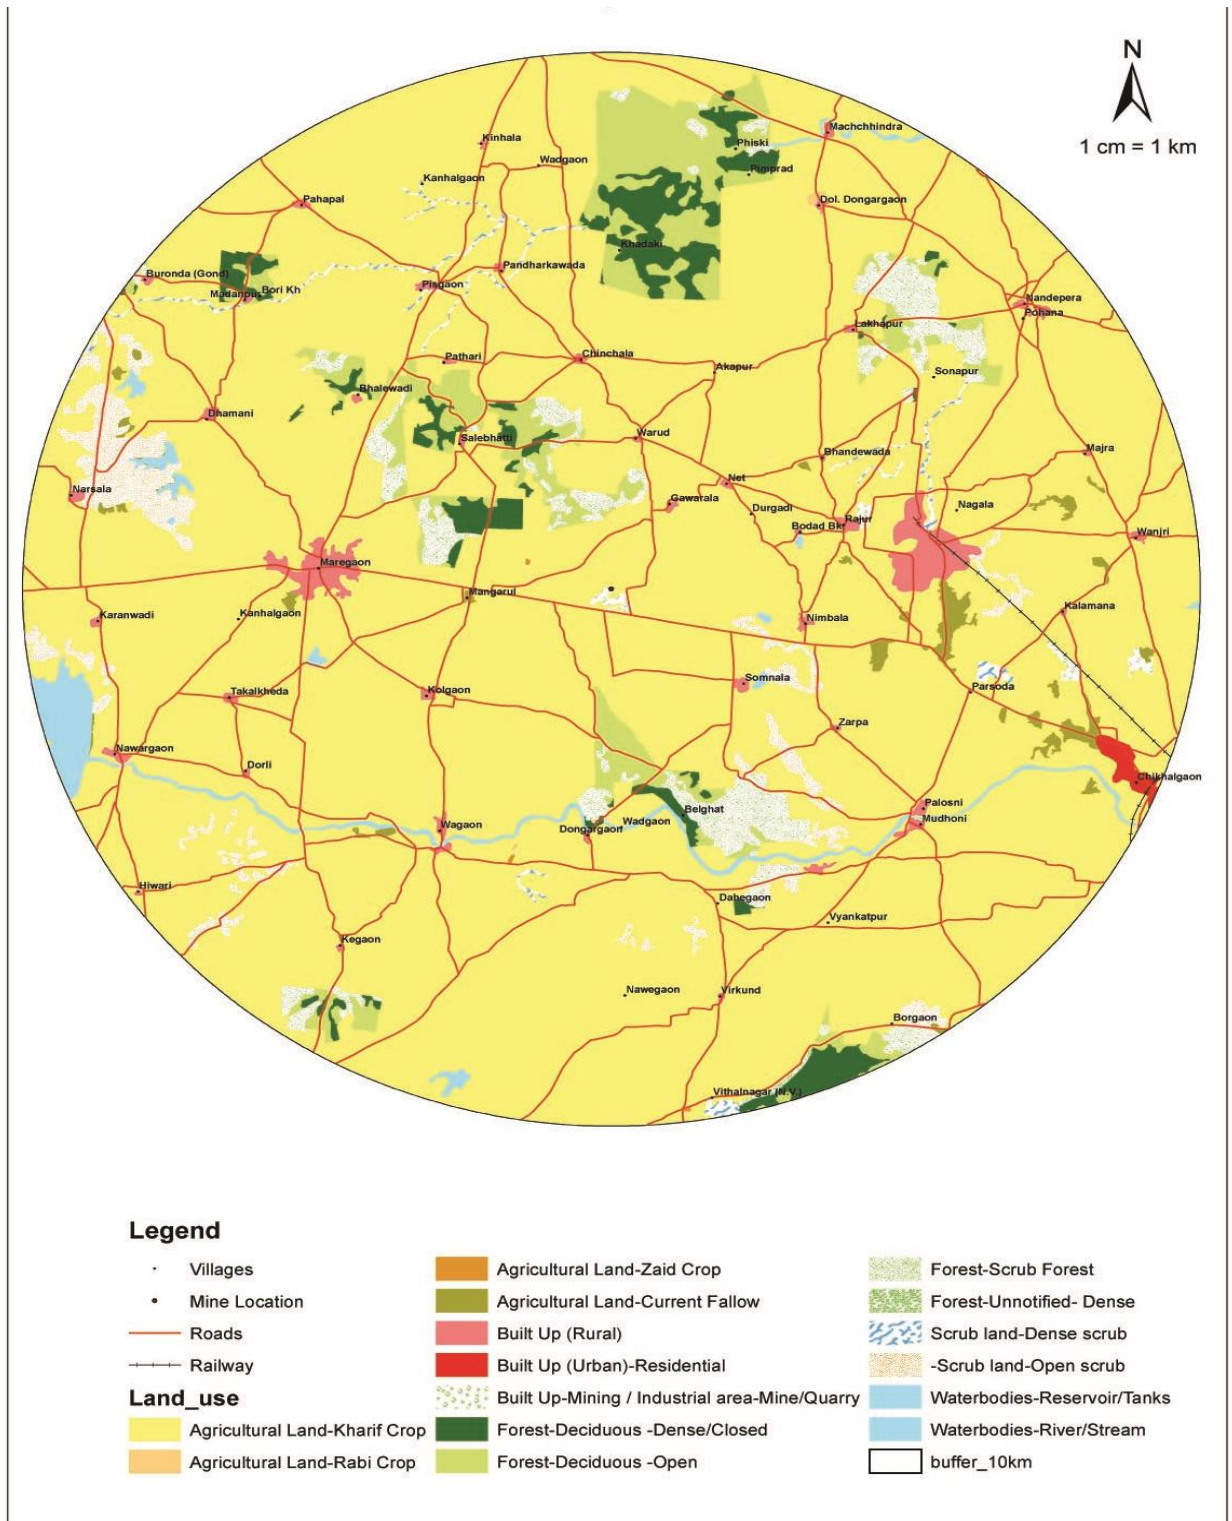 N
1 cm = 1 km
Machchhindra
Kinhala
Phiski
Wadgaon
Pimprad
Kanhalgaon
Pahapal
Dol. Dongargaon
Khadaki
Pandharkawada
Buronda (Gond)
Pisgaon
Madanpur
Bori Kh
Nandepera
Pohana
Lakhapur
Pathari
Chinchala
Akapur
Sonapur
Bhalewadi
Dhamani
Salebhatti
Warud
Bhandewada
Majra
Net
Narsala
Gawarala
Durgadi
Nagala
Bodad Bk
Rajur
Wanjri
Maregaon
Mangarul
Kalamana
Karanwadi
Kanhalgaon
Nimbala
Somnala
Parsoda
Takalkheda
Kolgaon
Zarpa
Nawargaon
Dorli
Chikhalgaon
Palosni
Belghat
Mudhoni
Wagaon
Dongargaon
Wadgaon
Hiwari
Dahegaon
Vyankatpur
Kegaon
Nawegaon
Virkund
Borgaon
Vithalnagar (N.V.)
Legend
Villages
Mine Location
Roads
Railway
Land_use
Agricultural Land-Kharif Crop
Agricultural Land-Rabi Crop
Agricultural Land-Zaid Crop
Agricultural Land-Current Fallow
Built Up (Rural)
Built Up (Urban)-Residential
Built Up-Mining / Industrial area-Mine/Quarry
Forest-Deciduous -Dense/Closed
Forest-Deciduous -Open
Forest-Scrub Forest
Forest-Unnotified- Dense
Scrub land-Dense scrub
-Scrub land-Open scrub
Waterbodies-Reservoir/Tanks
Waterbodies-River/Stream
buffer_10km